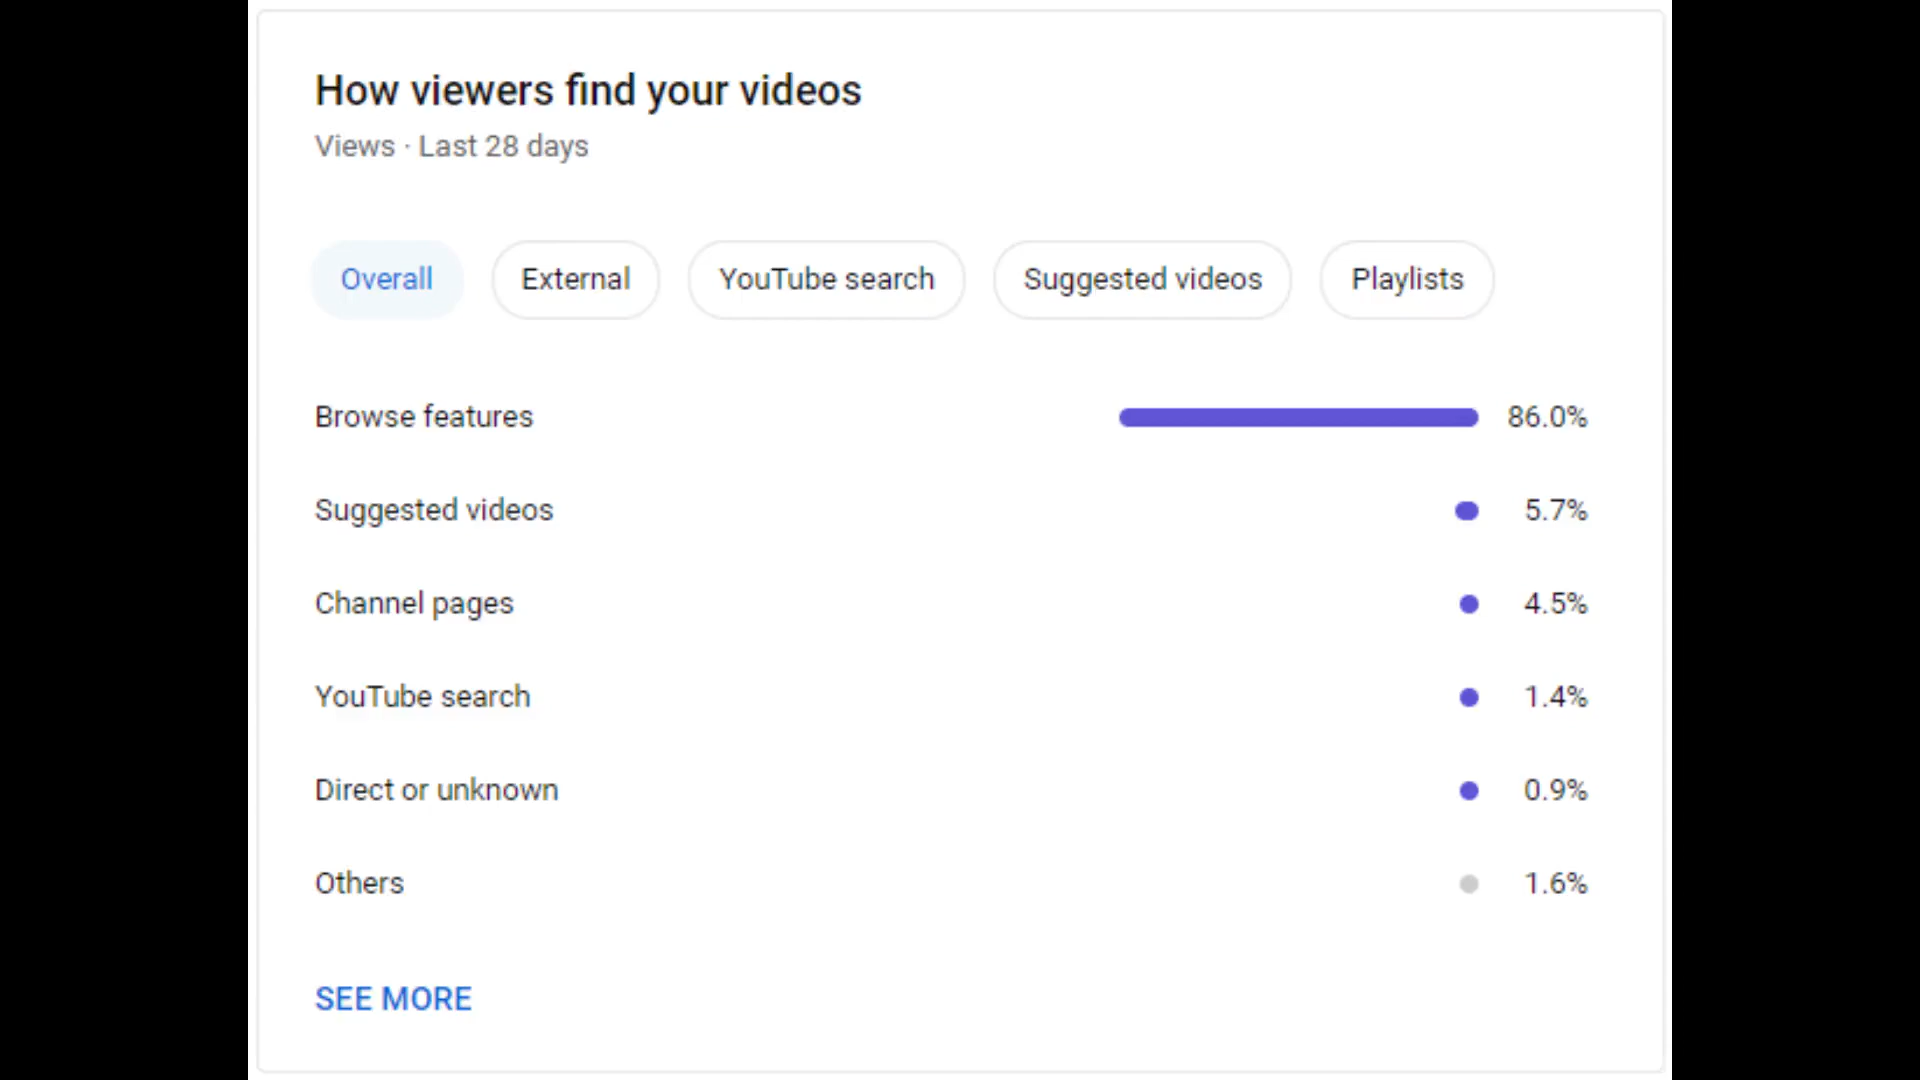 How viewers find your videos
Views · Last 28 days
Overall External YouTube search Suggested videos Playlists
Browse features 86.0%
Suggested videos 5.7%
Channel pages 4.5%
YouTube search 1.4%
Direct or unknown 0.9%
Others 1.6%
SEE MORE